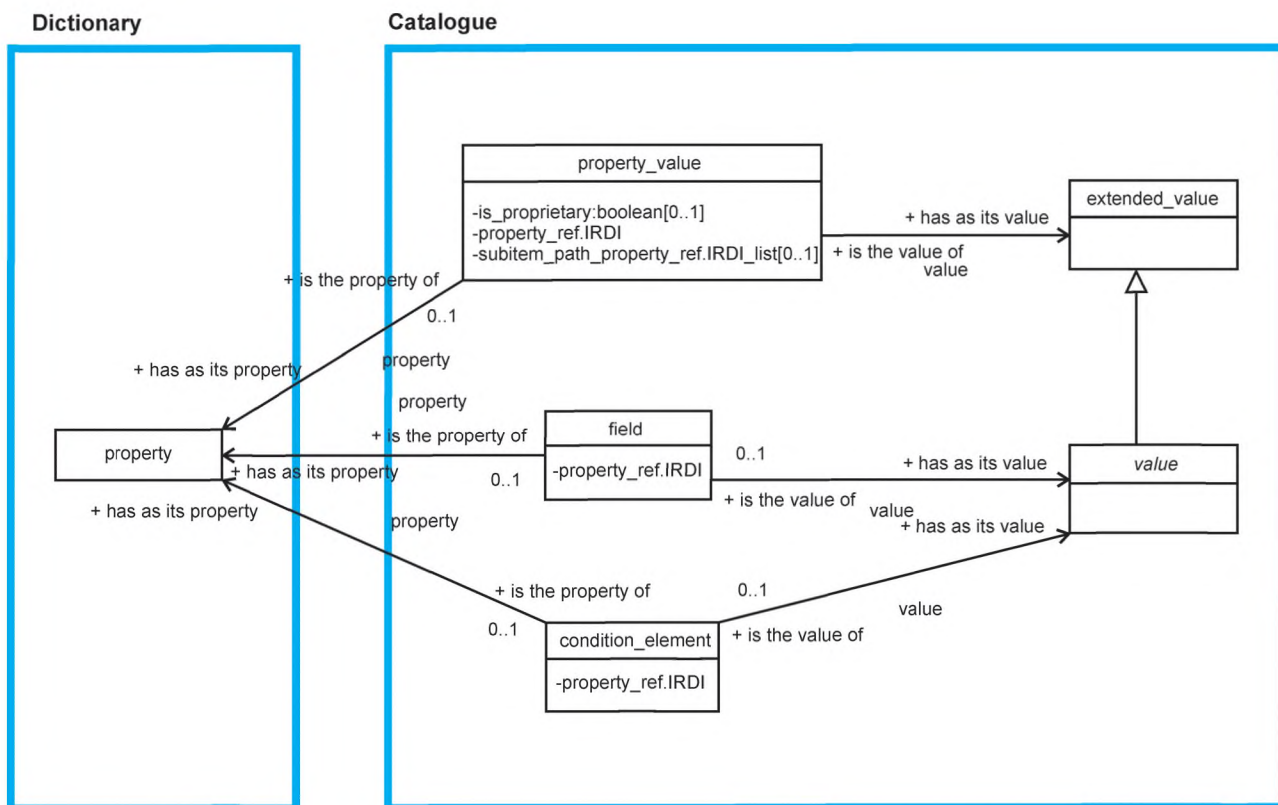 Dictionary
Catalogue
property_value
-is_proprietary:boolean[0..1]
-property_ref.IRDI
-subitem_path_property_ref.IRDI_list[0..1]
extended_value
+ has as its value
+ is the value of
value
+ is the property of
0..1
+ has as its property
property
property
field
-property_ref.IRDI
+ is the property of
property
+ has as its property
0..1
0..1
+ has as its value
value
+ is the value of
value
+ has as its property
property
+ has as its value
+ is the property of
0..1
0..1
value
condition_element
-property_ref.IRDI
+ is the value of